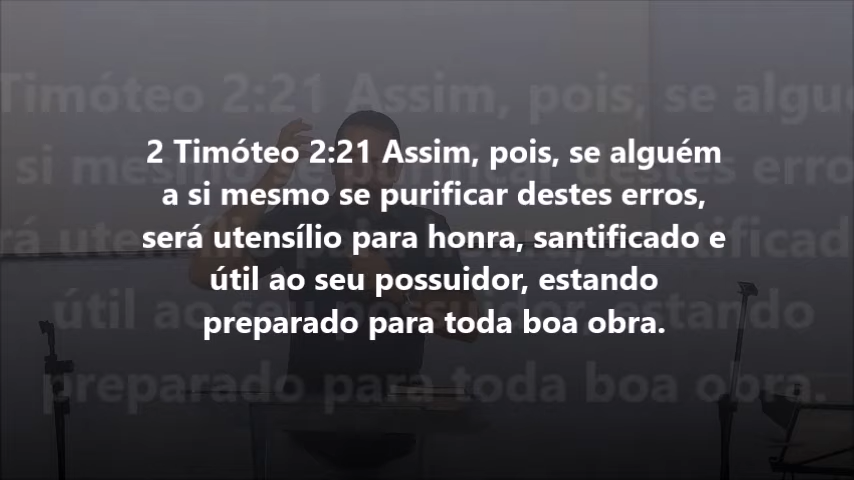 2 Timóteo 2:21 Assim, pois, se alguém
a si mesmo se purificar destes erros,
será utensílio para honra, santificado e
útil ao seu possuidor, estando
preparado para toda boa obra.